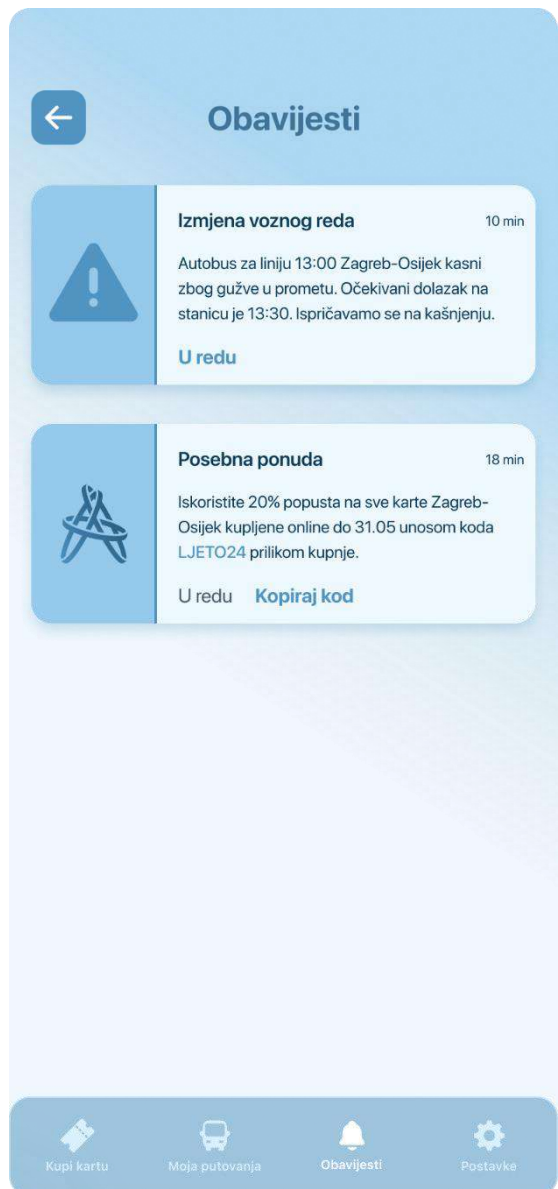 Obavijesti
Izmjena voznog reda
10 min
Autobus za liniju 13:00 Zagreb-Osijek kasni
zbog gužve u prometu. Očekivani dolazak na
stanicu je 13:30. Ispričavamo se na kašnjenju.
U redu
Posebna ponuda
18 min
Iskoristite 20% popusta na sve karte Zagreb-
Osijek kupljene online do 31.05 unosom koda
LJETO24 prilikom kupnje.
U redu
Kopiraj kod
Kupi kartu
Moja putovanja
Obavijesti
Postavke